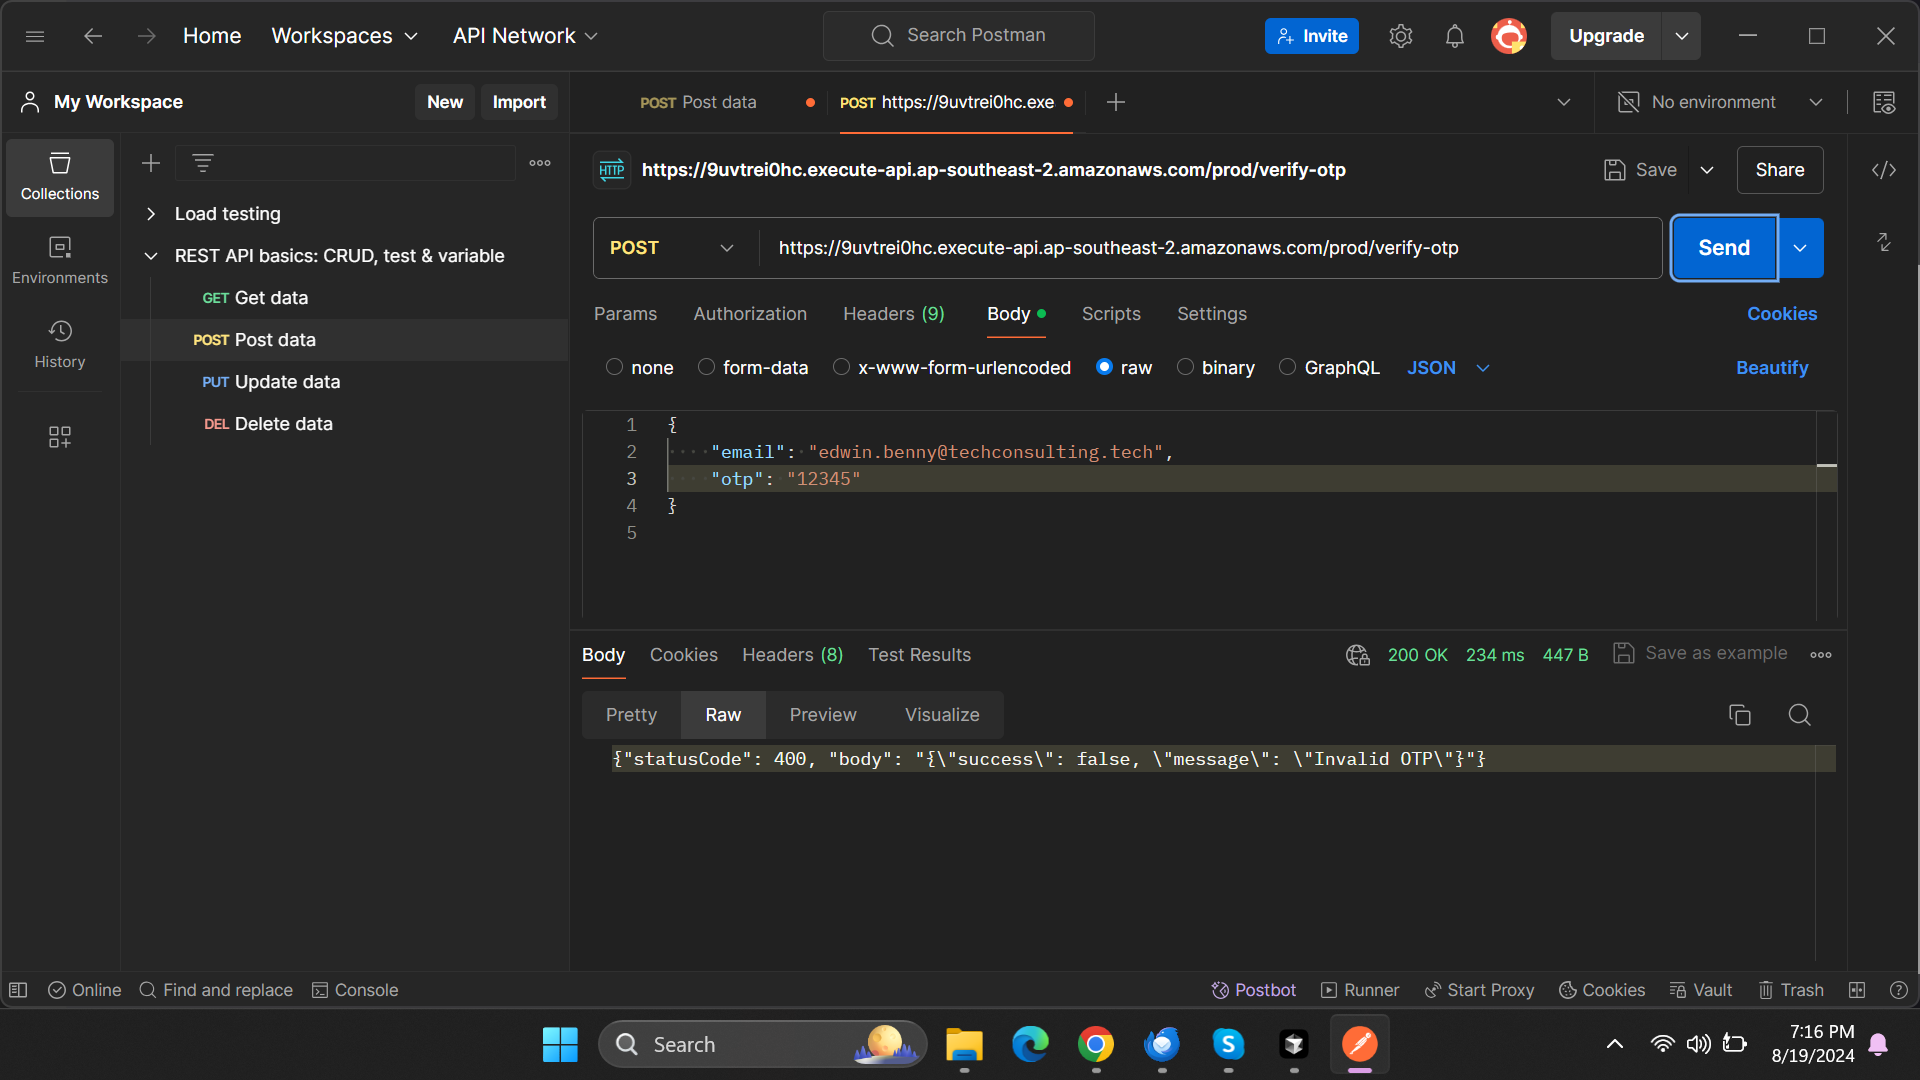 Home
Workspaces
API Network
Search Postman
Invite
Upgrade
My Workspace
New
Import
POST Post data
POST https://9uvtrei0hc.exe
No environment
Collections
Environments
History
Load testing
REST API basics: CRUD, test & variable
GET Get data
POST Post data
PUT Update data
DEL Delete data
HTTP
https://9uvtrei0hc.execute-api.ap-southeast-2.amazonaws.com/prod/verify-otp
Save
Share
POST
https://9uvtrei0hc.execute-api.ap-southeast-2.amazonaws.com/prod/verify-otp
Send
Params
Authorization
Headers (9)
Body
Scripts
Settings
Cookies
none
form-data
x-www-form-urlencoded
raw
binary
GraphQL
JSON
Beautify
1 {
2 "email": "edwin.benny@techconsulting.tech",
3 "otp": "12345"
4 }
5
Body
Cookies
Headers (8)
Test Results
200 OK
234 ms
447 B
Save as example
Pretty
Raw
Preview
Visualize
{"statusCode": 400, "body": "{\"success\": false, \"message\": \"Invalid OTP\"}"}
Online
Find and replace
Console
Postbot
Runner
Start Proxy
Cookies
Vault
Trash
Search
7:16 PM
8/19/2024